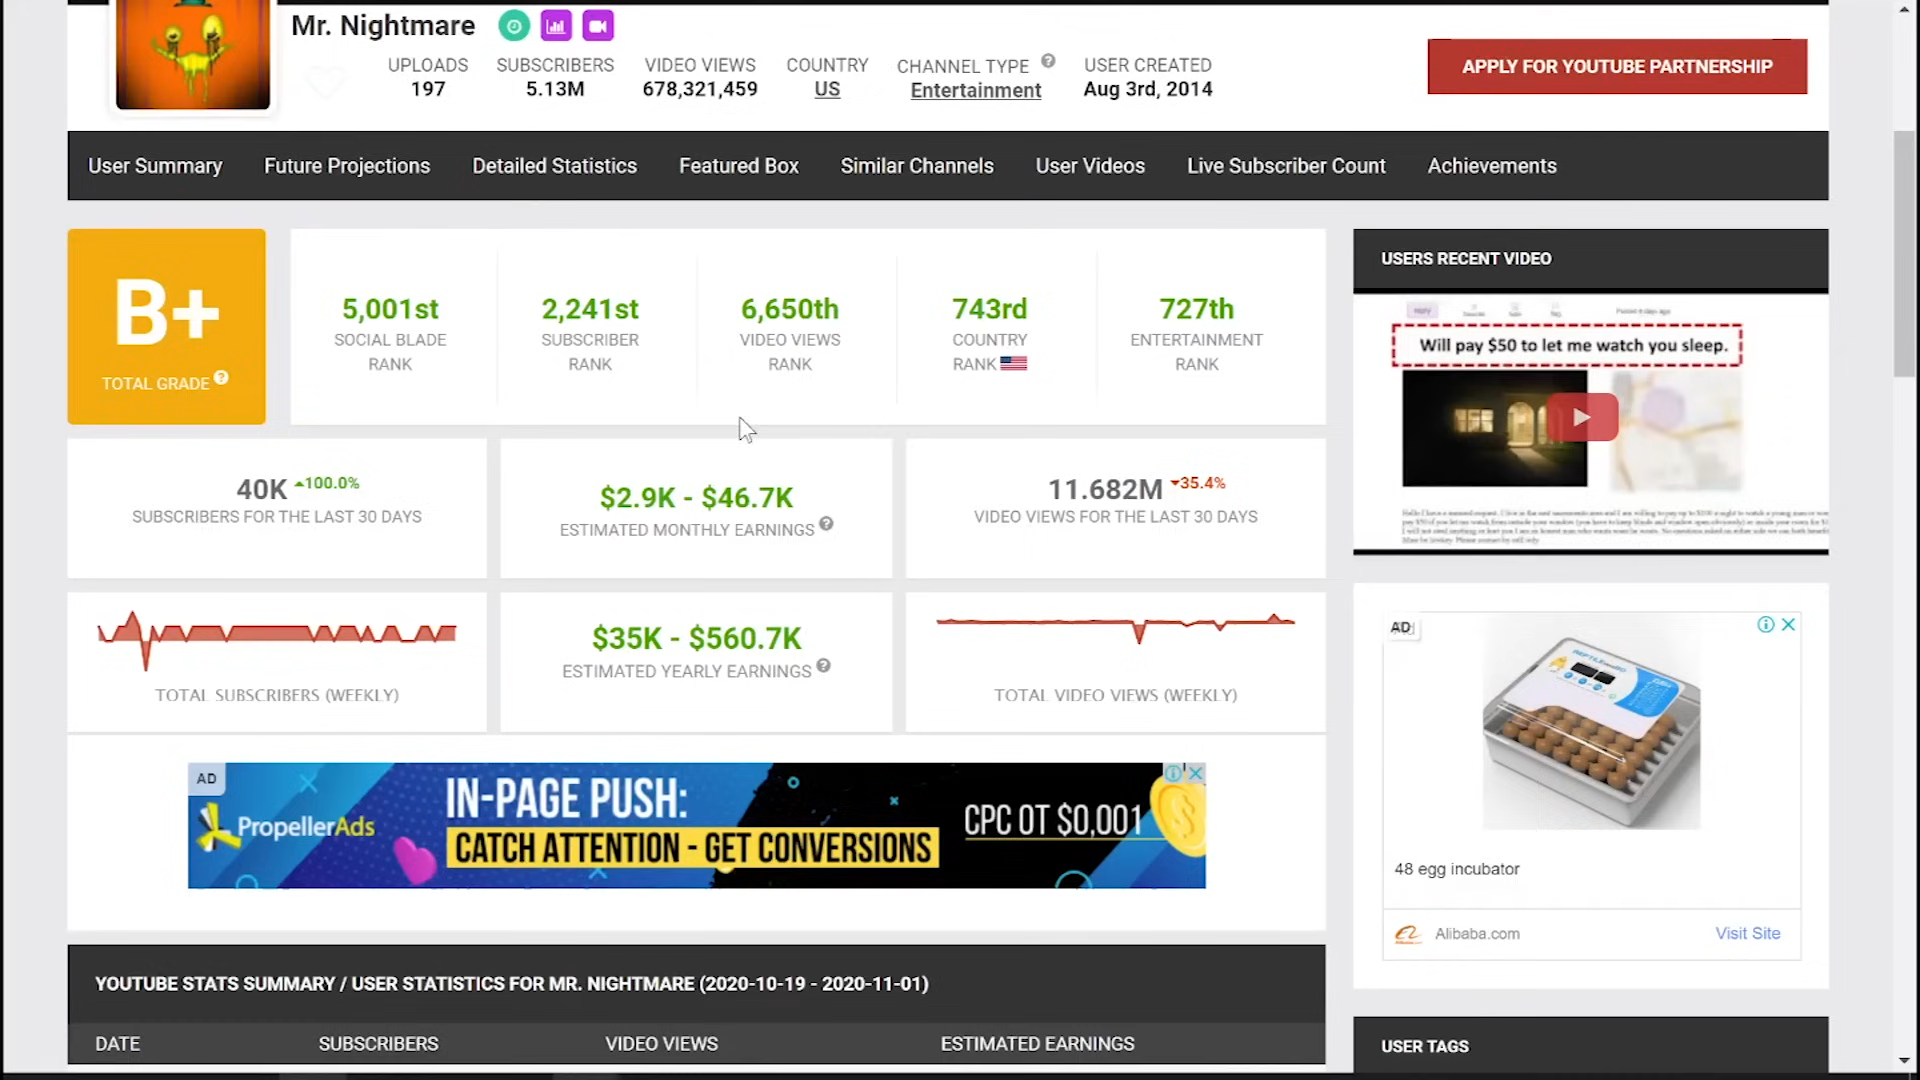 Mr. Nightmare
UPLOADS
197
SUBSCRIBERS
5.13M
VIDEO VIEWS
678,321,459
COUNTRY
US
CHANNEL TYPE
Entertainment
USER CREATED
Aug 3rd, 2014
APPLY FOR YOUTUBE PARTNERSHIP
User Summary
Future Projections
Detailed Statistics
Featured Box
Similar Channels
User Videos
Live Subscriber Count
Achievements
B+
TOTAL GRADE
5,001st
SOCIAL BLADE
RANK
2,241st
SUBSCRIBER
RANK
6,650th
VIDEO VIEWS
RANK
743rd
COUNTRY
RANK
727th
ENTERTAINMENT
RANK
40K 100.0%
SUBSCRIBERS FOR THE LAST 30 DAYS
$2.9K - $46.7K
ESTIMATED MONTHLY EARNINGS
11.682M 35.4%
VIDEO VIEWS FOR THE LAST 30 DAYS
TOTAL SUBSCRIBERS (WEEKLY)
$35K - $560.7K
ESTIMATED YEARLY EARNINGS
TOTAL VIDEO VIEWS (WEEKLY)
AD
PropellerAds
IN-PAGE PUSH:
CATCH ATTENTION - GET CONVERSIONS
CPC ОТ $0,001
YOUTUBE STATS SUMMARY / USER STATISTICS FOR MR. NIGHTMARE (2020-10-19 - 2020-11-01)
DATE
SUBSCRIBERS
VIDEO VIEWS
ESTIMATED EARNINGS
USERS RECENT VIDEO
Will pay $50 to let me watch you sleep.
AD
48 egg incubator
Alibaba.com
Visit Site
USER TAGS